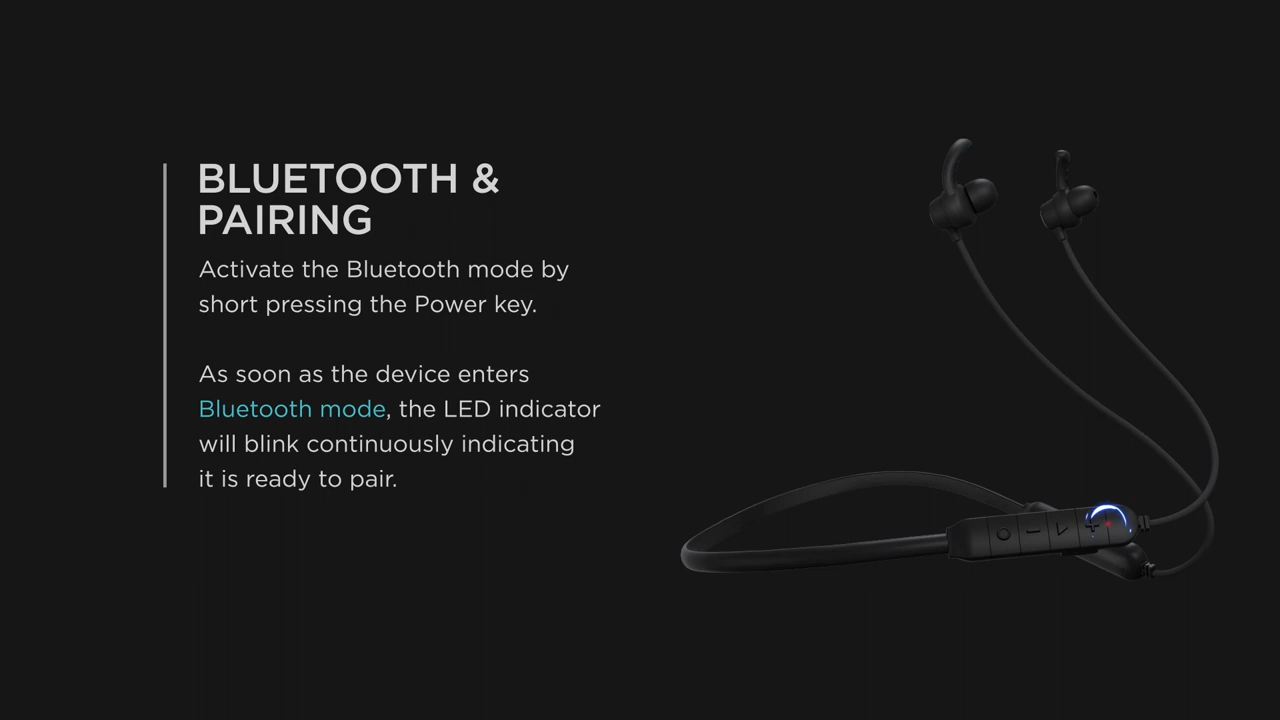 BLUETOOTH &
PAIRING
Activate the Bluetooth mode by
short pressing the Power key.
As soon as the device enters
Bluetooth mode, the LED indicator
will blink continuously indicating
it is ready to pair.